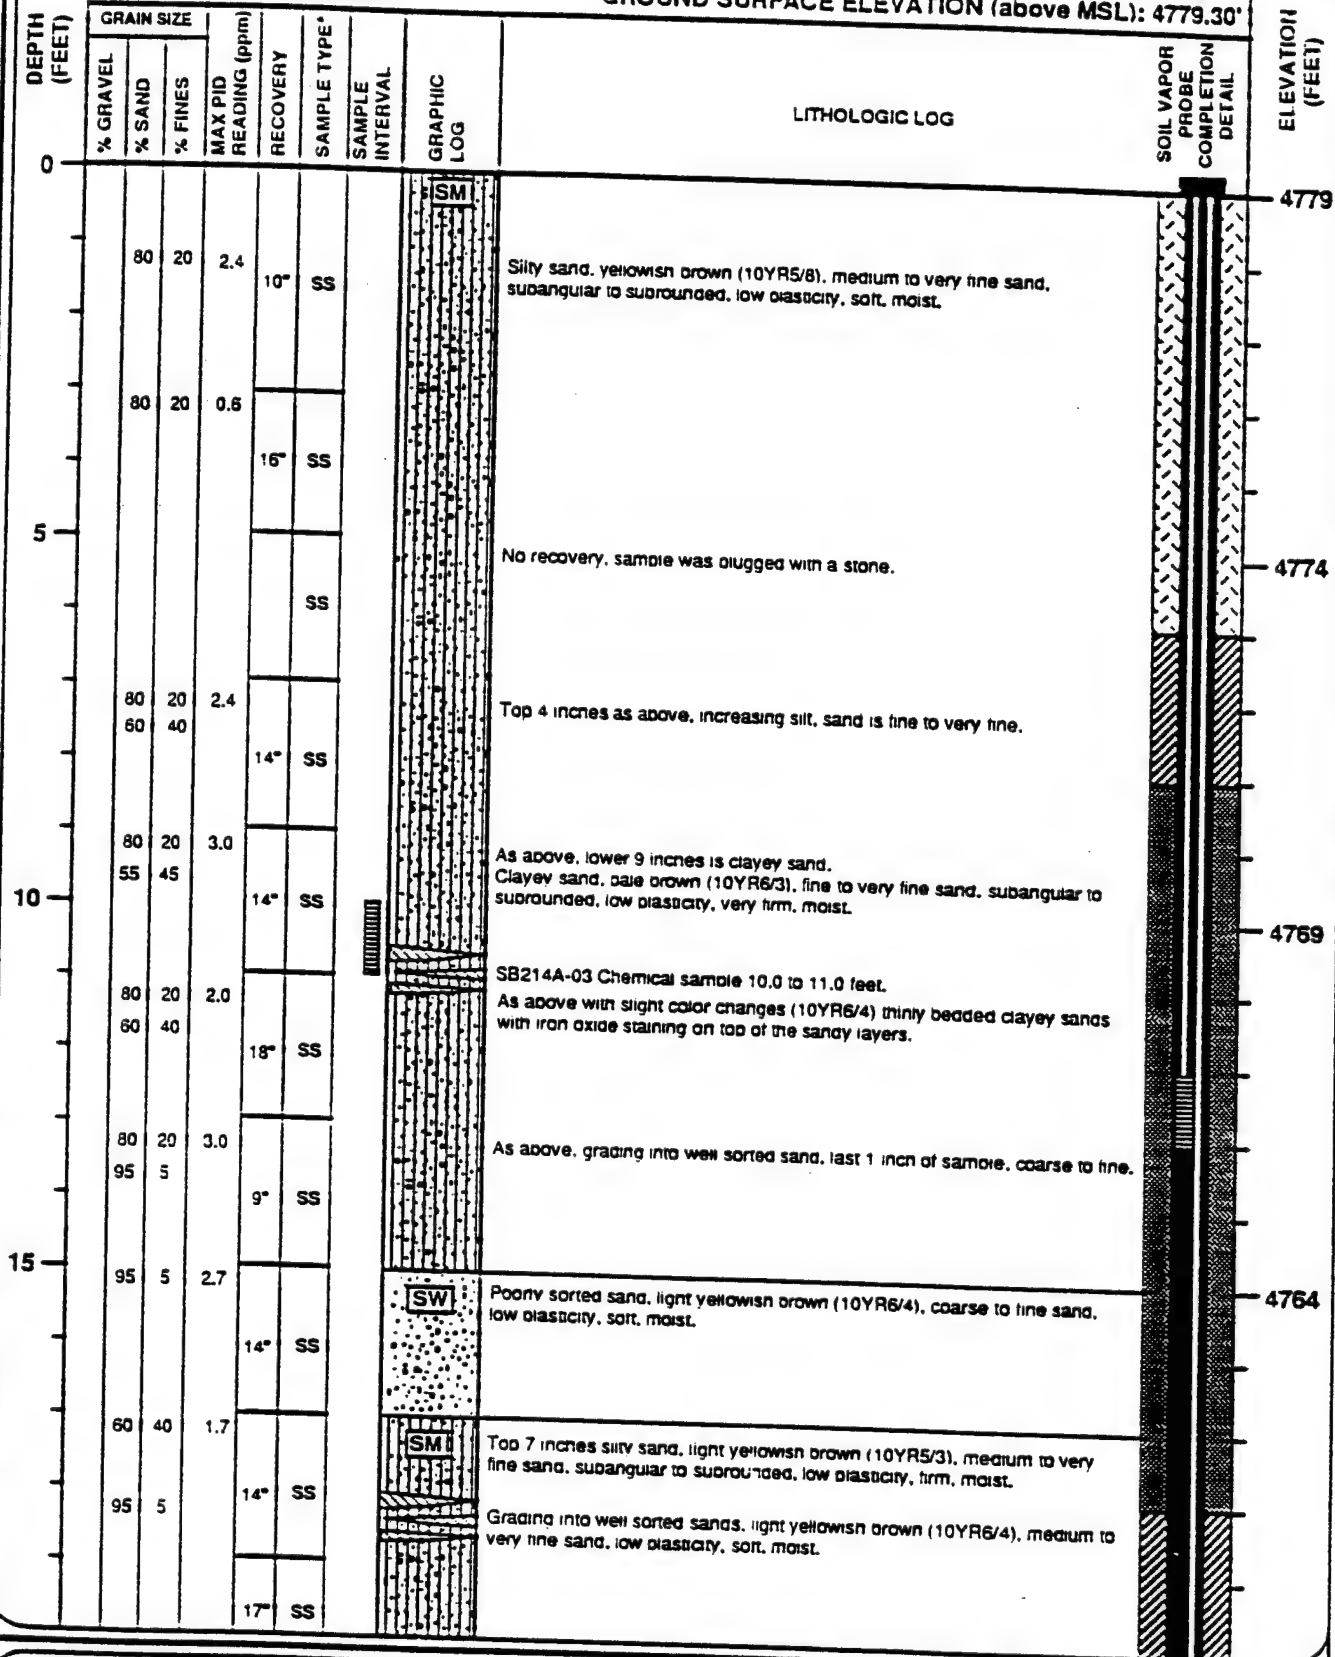 GROUND SURFACE ELEVATION (above MSL): 4779.30'
DEPTH (FEET)
GRAIN SIZE
% GRAVEL
% SAND
% FINES
MAX PID READING (ppm)
RECOVERY
SAMPLE TYPE*
SAMPLE INTERVAL
GRAPHIC LOG
LITHOLOGIC LOG
SOIL VAPOR PROBE COMPLETION DETAIL
ELEVATION (FEET)
0
SM
4779
80 20 2.4
10" SS
Silty sand, yellowish brown (10YR5/8), medium to very fine sand,
subangular to subrounded, low plasticity, soft, moist.
80 20 0.6
16" SS
5
No recovery, sample was plugged with a stone.
4774
SS
80 20 2.4
60 40
Top 4 inches as above, increasing silt, sand is fine to very fine.
14" SS
80 20 3.0
55 45
As above, lower 9 inches is clayey sand.
Clayey sand, pale brown (10YR6/3), fine to very fine sand, subangular to
subrounded, low plasticity, very firm, moist.
10
14" SS
4769
SB214A-03 Chemical sample 10.0 to 11.0 feet.
80 20 2.0
60 40
As above with slight color changes (10YR6/4) thinly bedded clayey sands
with iron oxide staining on top of the sandy layers.
18" SS
80 20 3.0
95 5
As above, grading into well sorted sand, last 1 inch of sample, coarse to fine.
9" SS
15
95 5 2.7
SW
Poorly sorted sand, light yellowish brown (10YR6/4), coarse to fine sand,
low plasticity, soft, moist.
4764
14" SS
60 40 1.7
SM
Top 7 inches silty sand, light yellowish brown (10YR5/3), medium to very
fine sand, subangular to subrounded, low plasticity, firm, moist.
14" SS
95 5
Grading into well sorted sands, light yellowish brown (10YR6/4), medium to
very fine sand, low plasticity, soft, moist.
17" SS